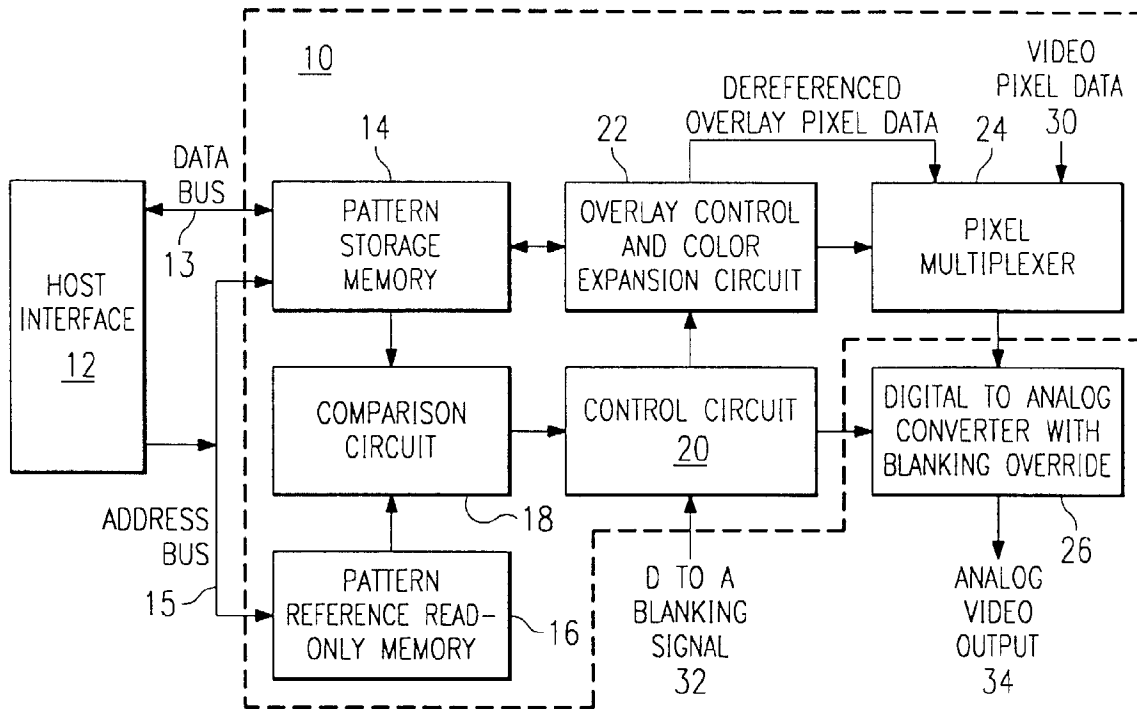 10
VIDEO
PIXEL DATA
30
DEREFERENCED
OVERLAY PIXEL DATA
14
22
24
DATA
BUS
13
HOST
INTERFACE
12
PATTERN
STORAGE
MEMORY
OVERLAY CONTROL
AND COLOR
EXPANSION CIRCUIT
PIXEL
MULTIPLEXER
COMPARISON
CIRCUIT
18
CONTROL CIRCUIT
20
DIGITAL TO ANALOG
CONVERTER WITH
BLANKING OVERRIDE
26
ADDRESS
BUS
15
PATTERN
REFERENCE READ-
ONLY MEMORY
16
D TO A
BLANKING
SIGNAL
32
ANALOG
VIDEO
OUTPUT
34